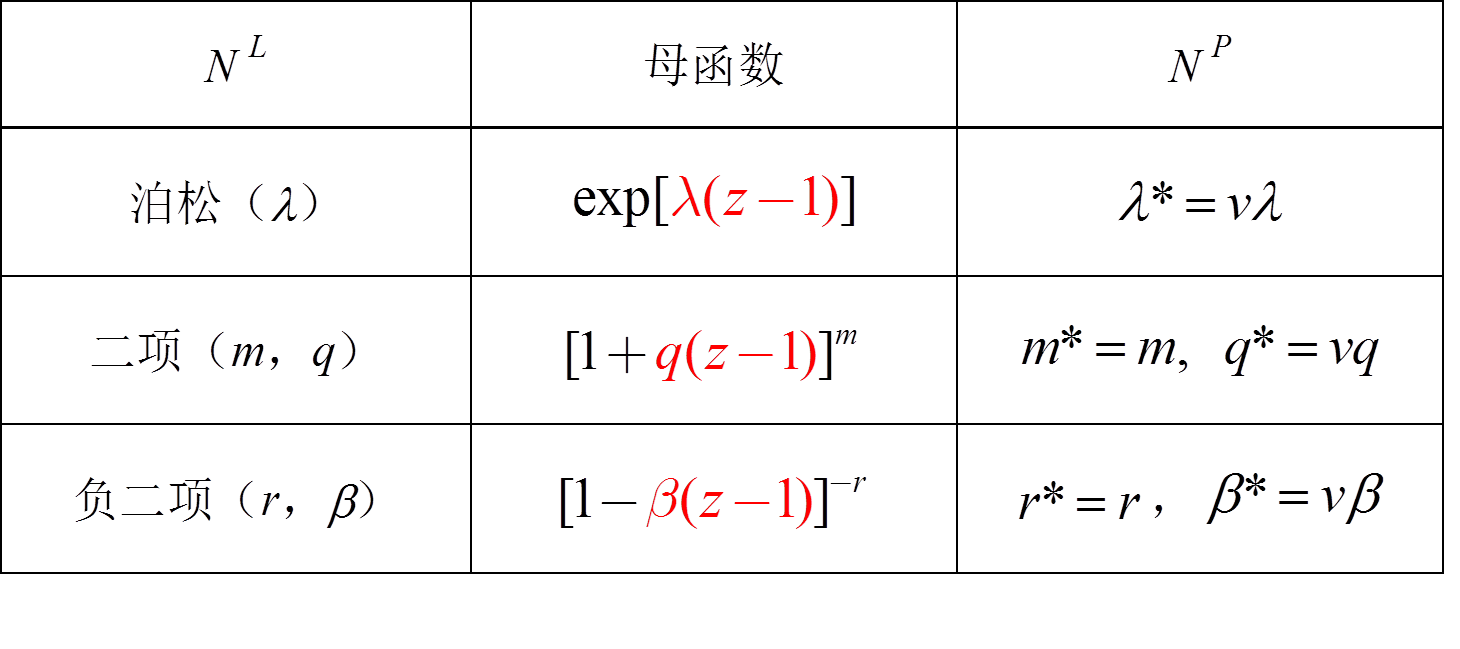 N^L 母函数 N^P
泊松（λ） exp[λ(z−1)] λ*=vλ
二项（m，q） [1+q(z−1)]^m m*=m, q*=vq
负二项（r，β） [1−β(z−1)]^−r r*=r，β*=vβ